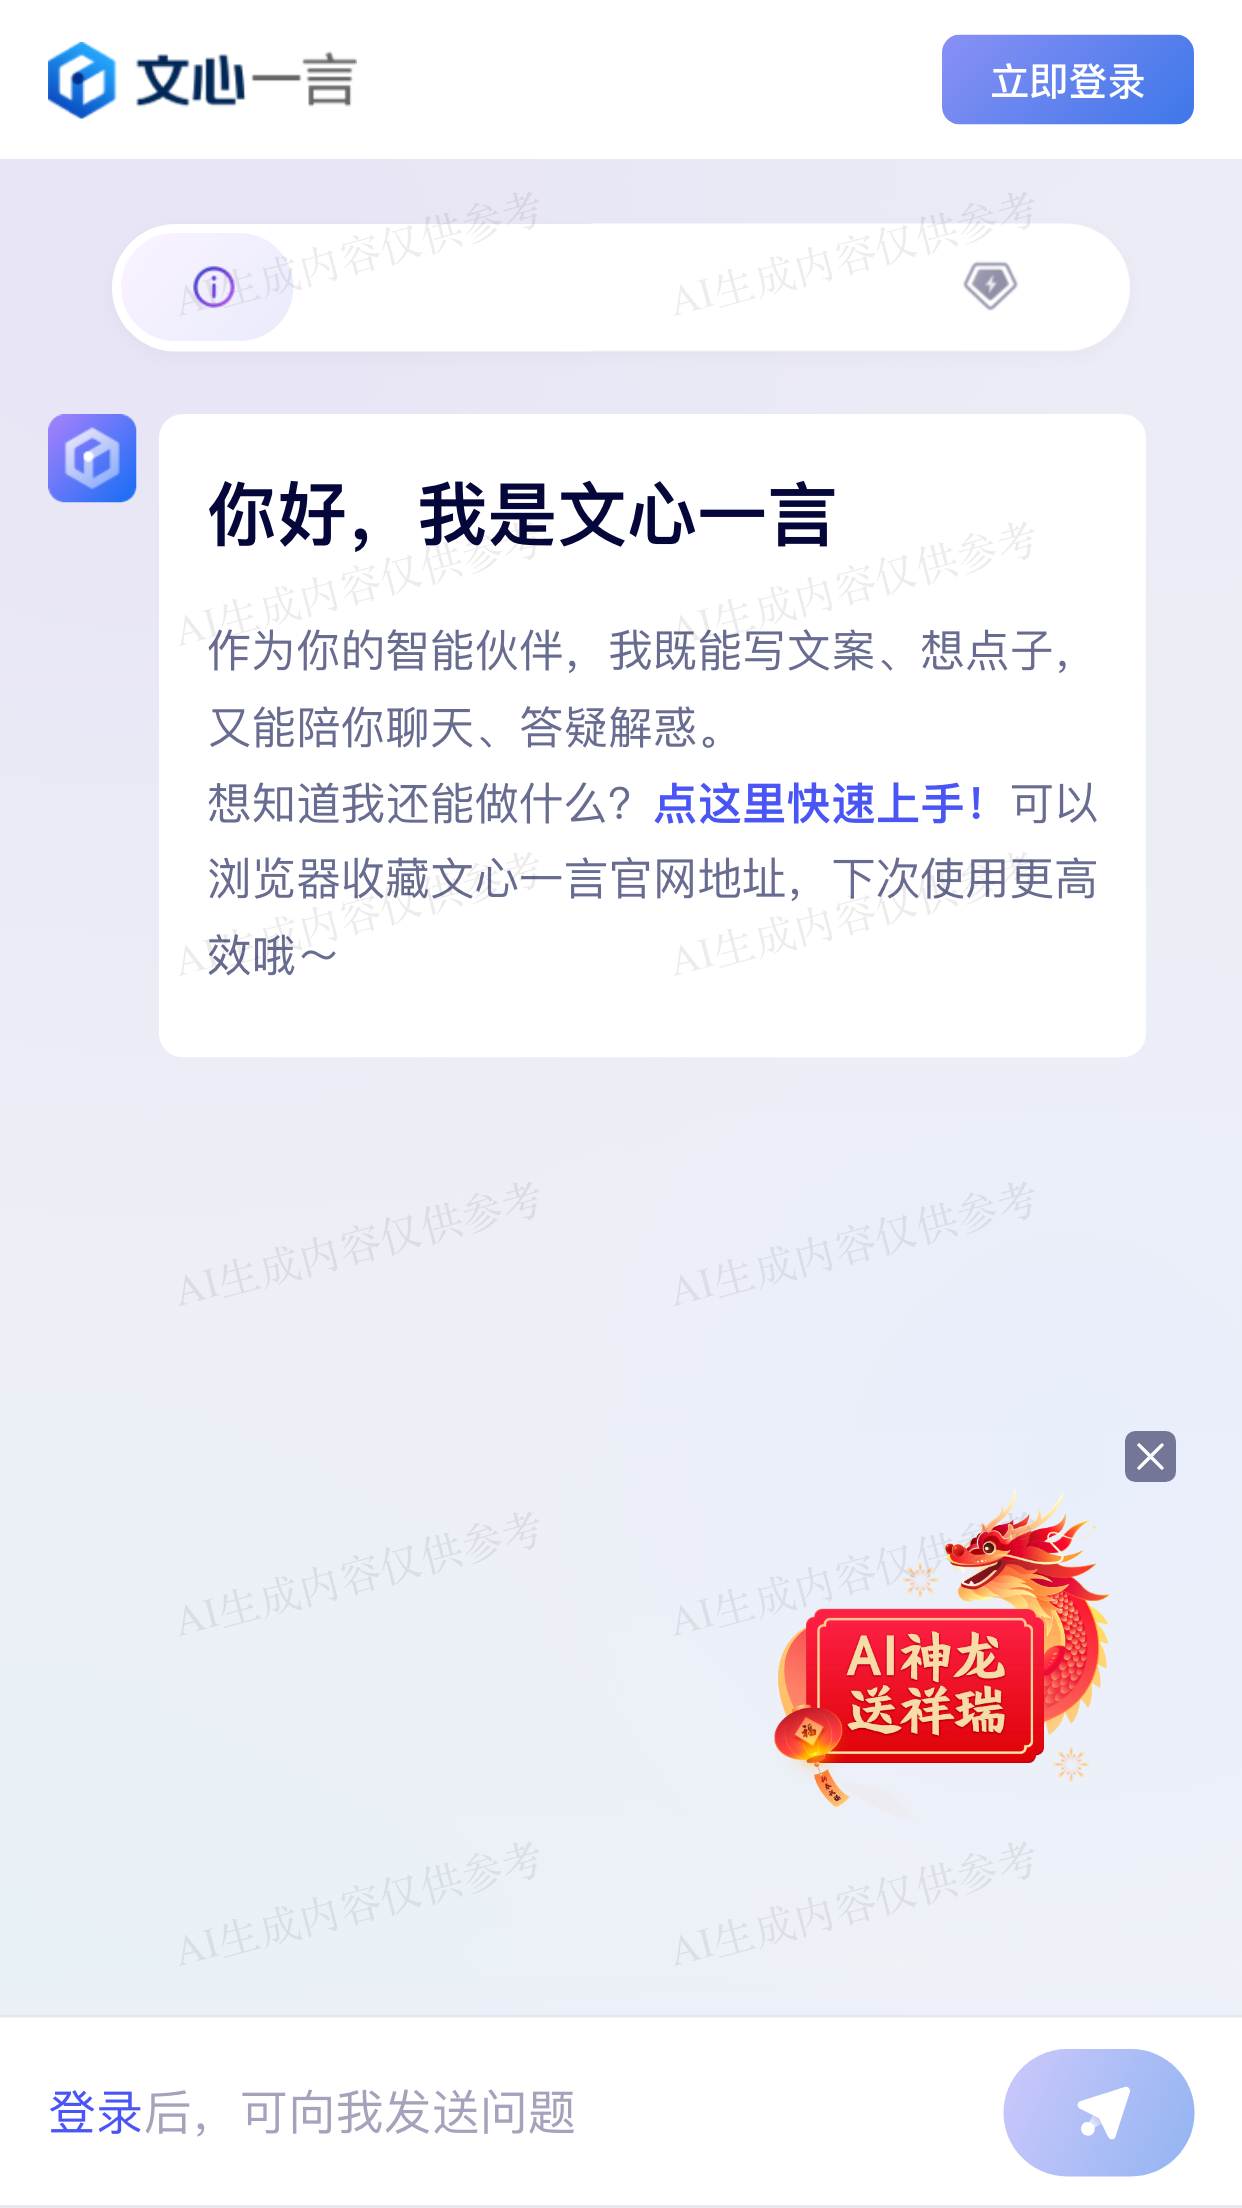 文心一言
立即登录
AI生成内容仅供参考 AI生成内容仅供参考
你好，我是文心一言
AI生成内容仅供参考 AI生成内容仅供参考
作为你的智能伙伴，我既能写文案、想点子，
又能陪你聊天、答疑解惑。
想知道我还能做什么？点这里快速上手！可以
浏览器收藏文心一言官网地址，下次使用更高
效哦～
AI生成内容仅供参考 AI生成内容仅供参考
AI生成内容仅供参考 AI生成内容仅供参考
AI生成内容仅供参考 AI生成内容仅供参考
AI神龙
送祥瑞
福
AI生成内容仅供参考 AI生成内容仅供参考
登录后，可向我发送问题